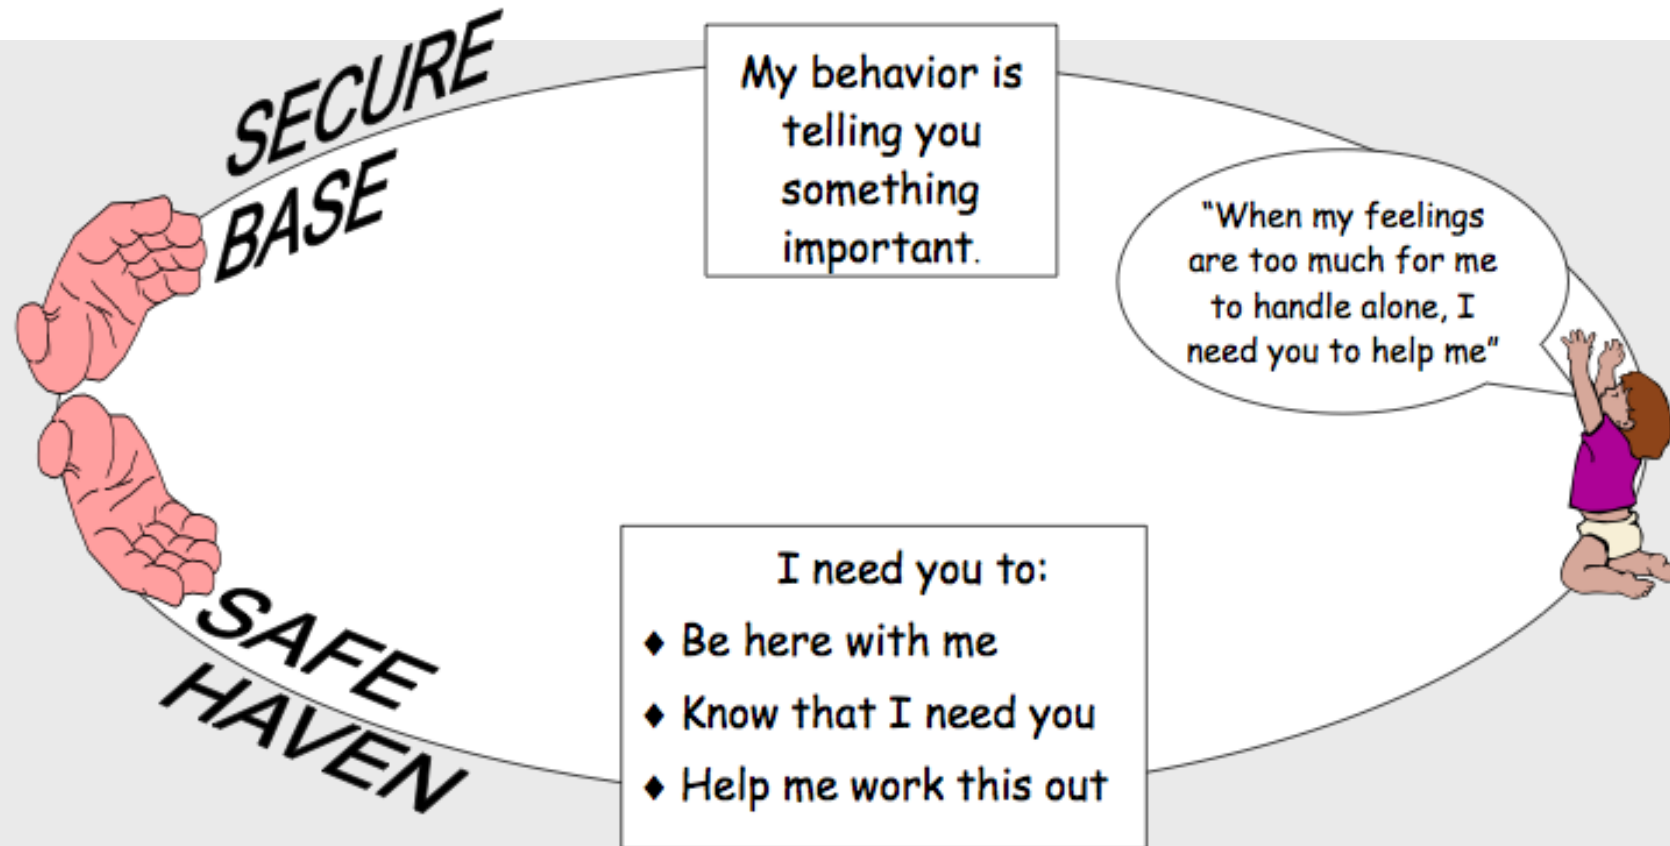 SECURE
BASE
My behavior is
telling you
something
important.
“When my feelings
are too much for me
to handle alone, I
need you to help me”
SAFE
HAVEN
I need you to:
♦ Be here with me
♦ Know that I need you
♦ Help me work this out